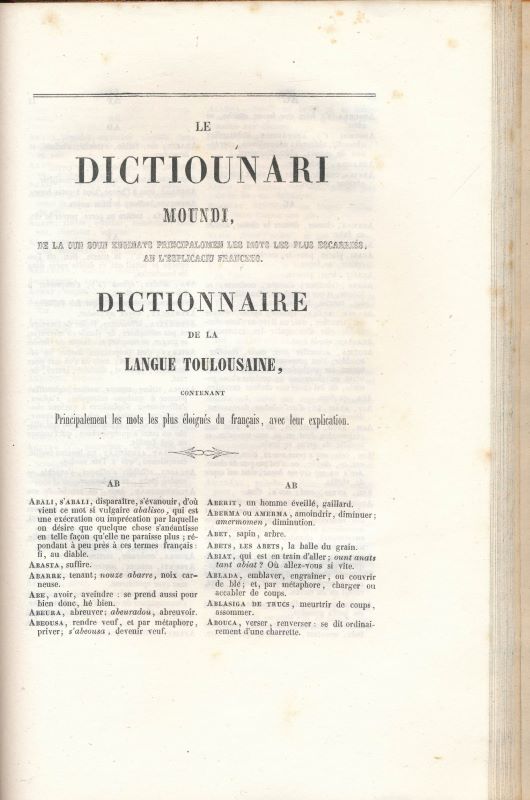 LE
DICTIOUNARI
MOUNDI,
DE LA OUN SOUN ENGENATS PRINCIPALOMEN LES MOTS LES PLUS ESCARRIÉS,
AN L'ESPLICACIU FRANCESO.
DICTIONNAIRE
DE LA
LANGUE TOULOUSAINE,
CONTENANT
Principalement les mots les plus éloignés du français, avec leur explication.
AB
ABALI, S'ABALI, disparaître, s'évanouir, d'où
vient ce mot si vulgaire abalisco, qui est
une exécration ou imprécation par laquelle
on désire que quelque chose s'anéantisse
en telle façon qu'elle ne paraisse plus; ré-
pondant à peu près à ces termes français:
fi, au diable.
ABASTA, suffire.
ABARRE, tenant; nouze abarre, noix car-
neuse.
ABE, avoir, aveindre: se prend aussi pour
bien donc, hé bien.
ABEURA, abreuver; abeuradou, abreuvoir.
ABEOUSA, rendre veuf, et par métaphore,
priver; s'abeousa, devenir veuf.
AB
ABERIT, un homme éveillé, gaillard.
ABERMA OU AMERMA, amoindrir, diminuer;
amermomen, diminution.
ABET, sapin, arbre.
ABETS, LES ABETS, la balle du grain.
ABIAT, qui est en train d'aller; ount anats
tant abiat? Où allez-vous si vite.
ABLADA, emblaver, engrainer, ou couvrir
de blé; et, par métaphore, charger ou
accabler de coups.
ABLASIGA DE TRUCS, meurtrir de coups,
assommer.
ABOUCA, verser, renverser: se dit ordinai-
rement d'une charrette.